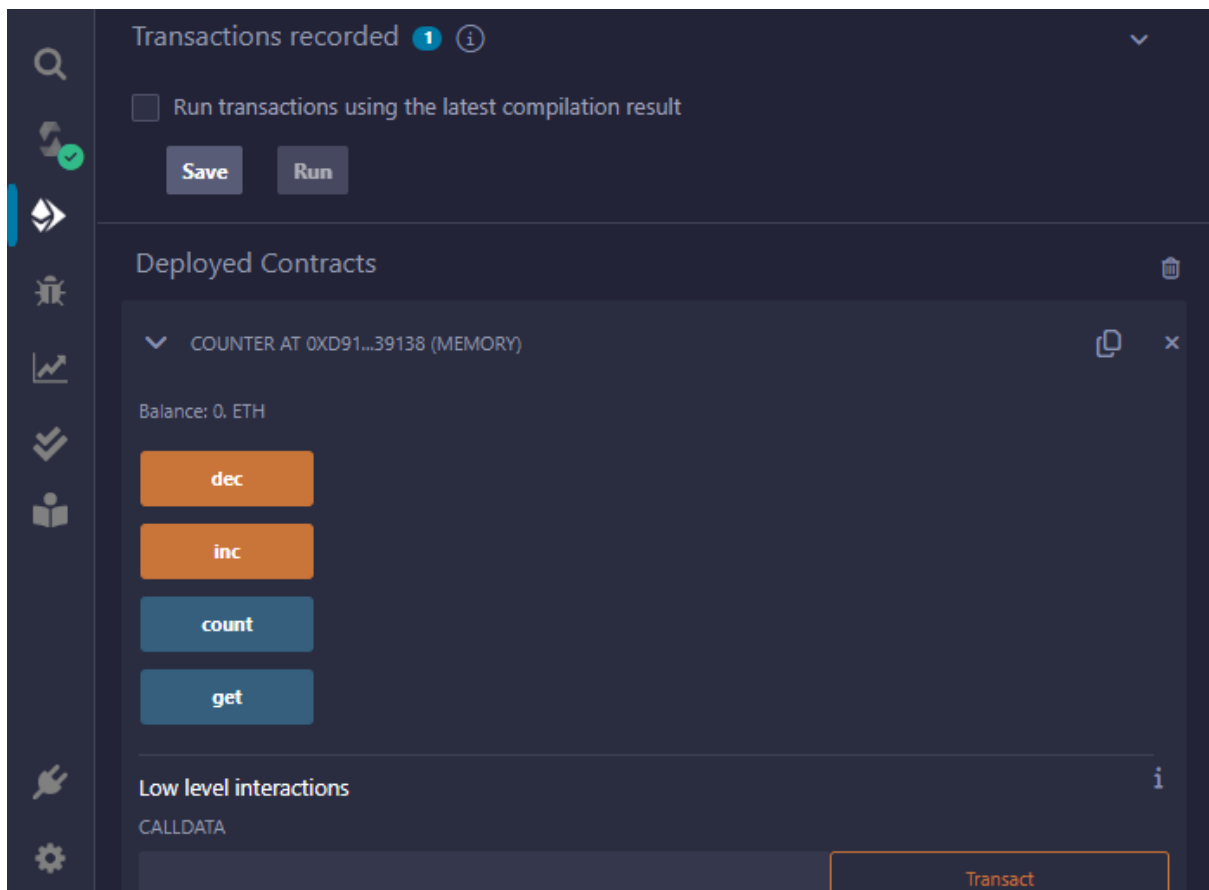 Transactions recorded 1 i
Run transactions using the latest compilation result
Save Run
Deployed Contracts
COUNTER AT 0XD91...39138 (MEMORY)
Balance: 0. ETH
dec
inc
count
get
Low level interactions i
CALLDATA
Transact